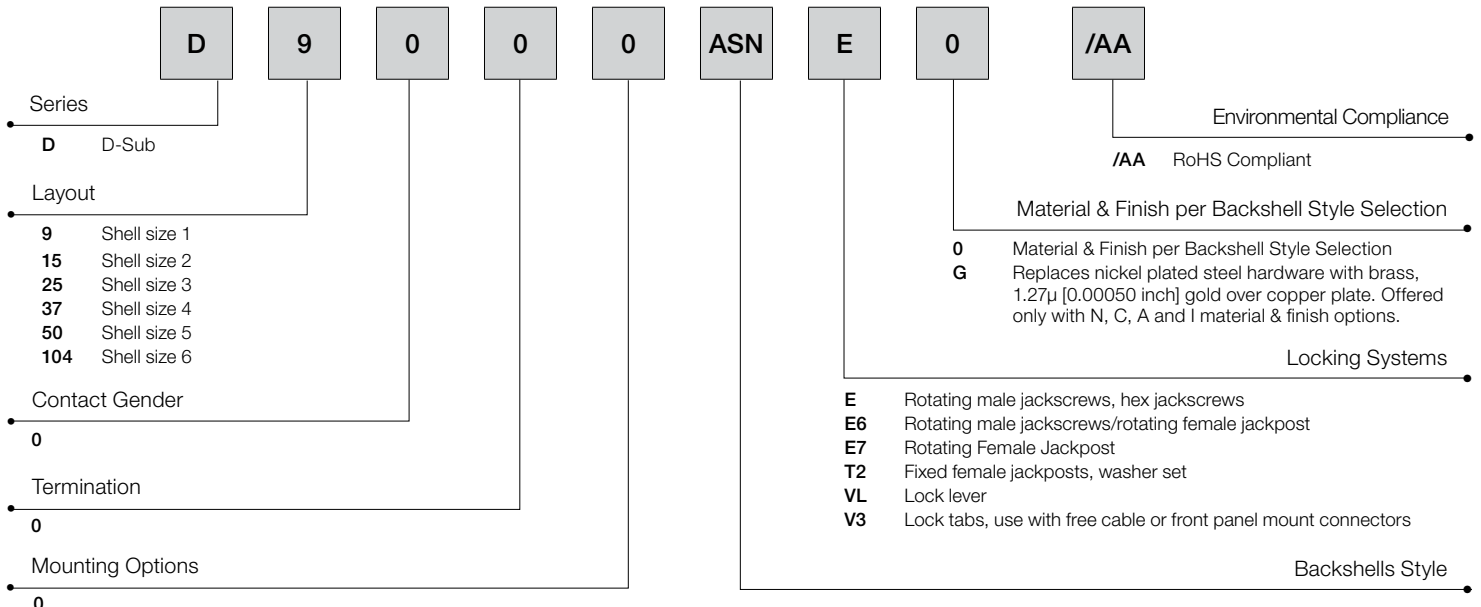 D 9 0 0 0 ASN E 0 /AA
Series
D D-Sub
Layout
9 Shell size 1
15 Shell size 2
25 Shell size 3
37 Shell size 4
50 Shell size 5
104 Shell size 6
Contact Gender
0
Termination
0
Mounting Options
0
Environmental Compliance
/AA RoHS Compliant
Material & Finish per Backshell Style Selection
0 Material & Finish per Backshell Style Selection
G Replaces nickel plated steel hardware with brass,
1.27µ [0.00050 inch] gold over copper plate. Offered
only with N, C, A and I material & finish options.
Locking Systems
E Rotating male jackscrews, hex jackscrews
E6 Rotating male jackscrews/rotating female jackpost
E7 Rotating Female Jackpost
T2 Fixed female jackposts, washer set
VL Lock lever
V3 Lock tabs, use with free cable or front panel mount connectors
Backshells Style